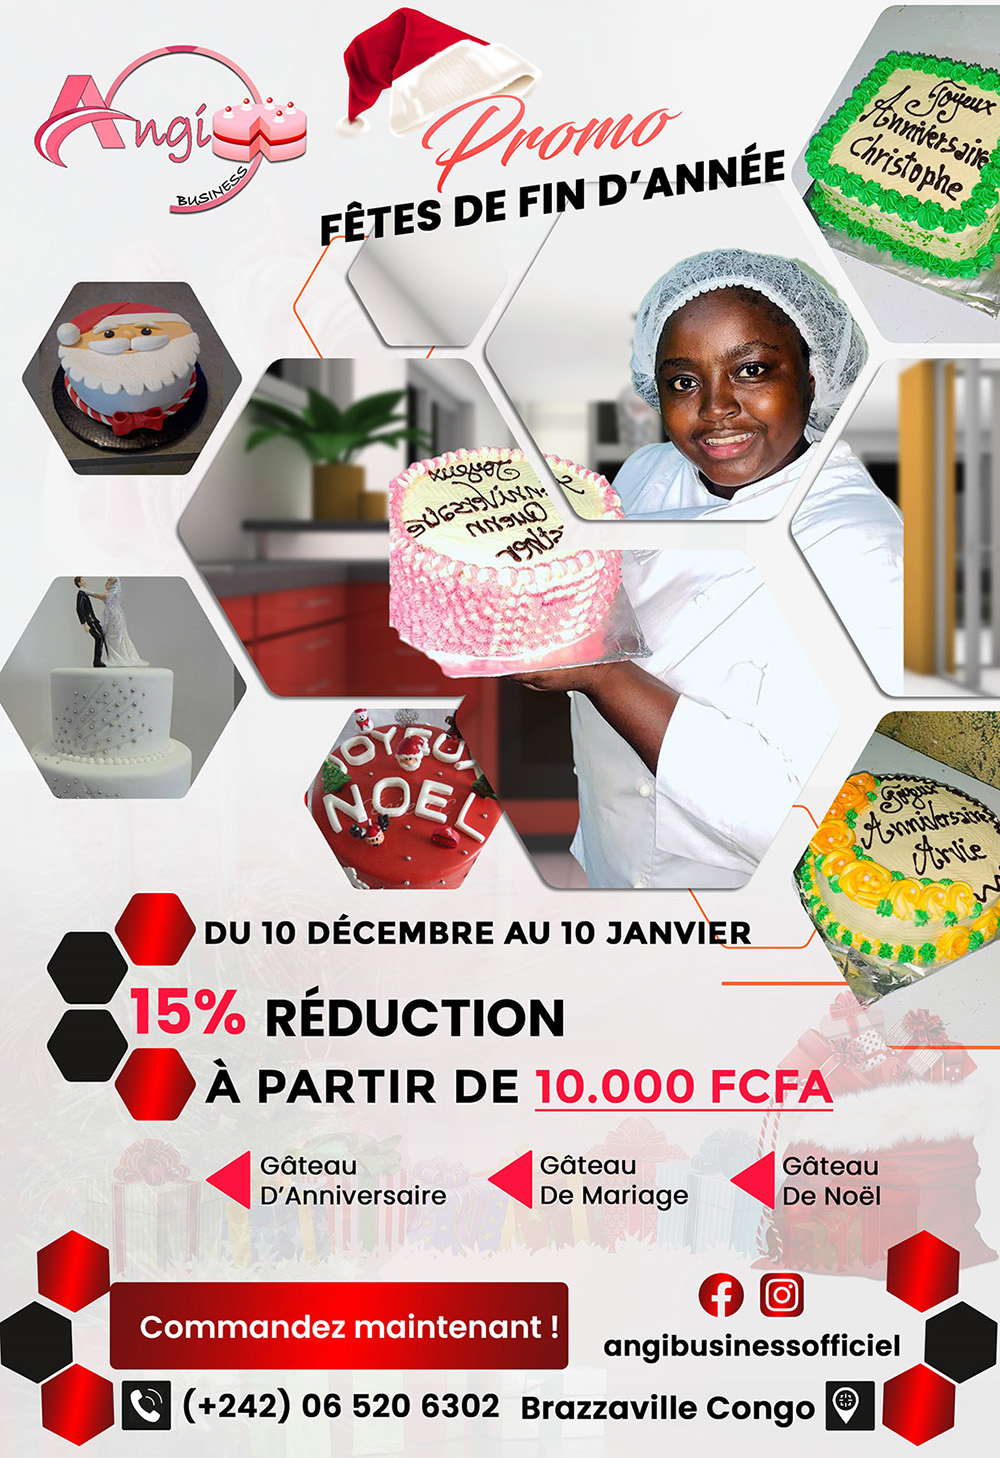 Angi
BUSINESS
Promo
FÊTES DE FIN D'ANNÉE
Joyeux
Anniversaire
Christophe
Joyeux
JOYEUX
NOEL
Joyeux
Anniversaire
Arvie
DU 10 DÉCEMBRE AU 10 JANVIER
15% RÉDUCTION
À PARTIR DE 10.000 FCFA
Gâteau
D'Anniversaire
Gâteau
De Mariage
Gâteau
De Noël
Commandez maintenant !
angibusinessofficiel
(+242) 06 520 6302
Brazzaville Congo